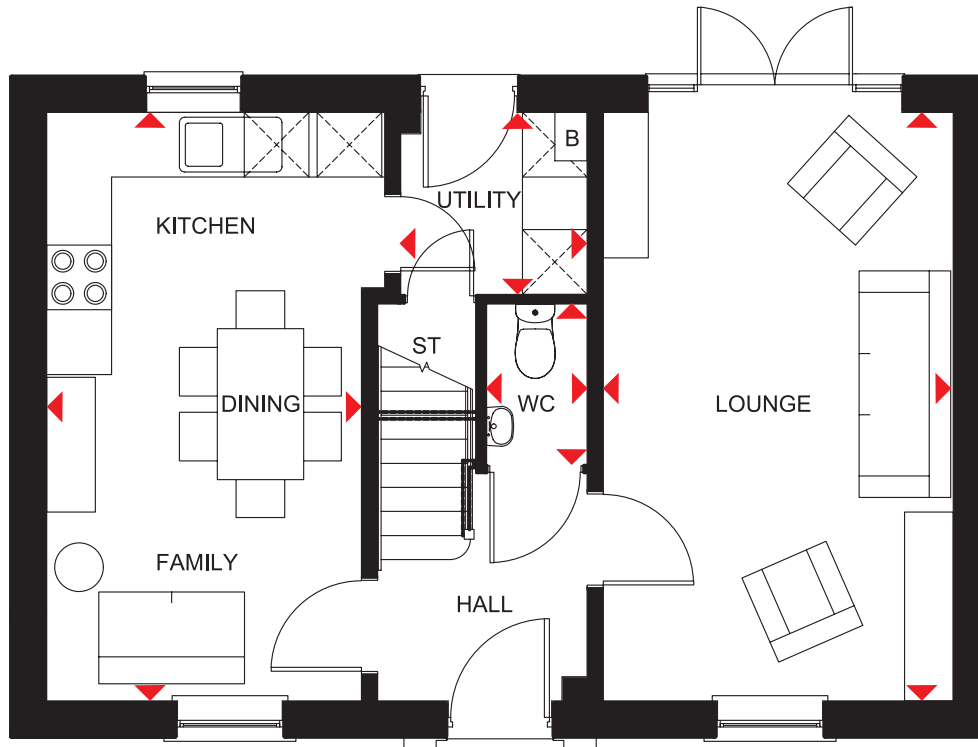 B
UTILITY
KITCHEN
ST
DINING
WC
LOUNGE
FAMILY
HALL